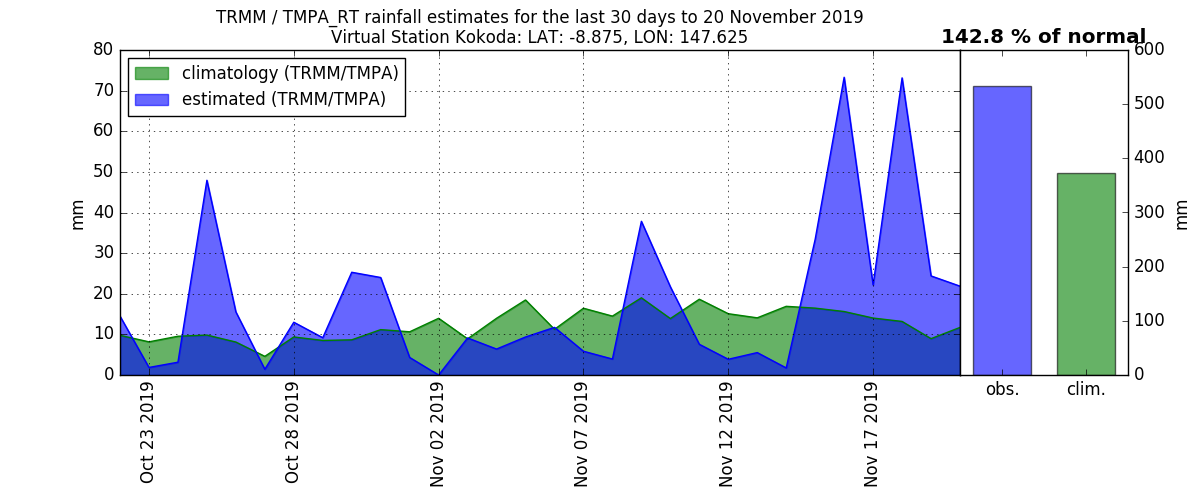 TRMM / TMPA_RT rainfall estimates for the last 30 days to 20 November 2019
Virtual Station Kokoda: LAT: -8.875, LON: 147.625
142.8 % of normal
climatology (TRMM/TMPA)
estimated (TRMM/TMPA)
mm
80
70
60
50
40
30
20
10
0
Oct 23 2019
Oct 28 2019
Nov 02 2019
Nov 07 2019
Nov 12 2019
Nov 17 2019
600
500
400
300
200
100
0
mm
obs.
clim.